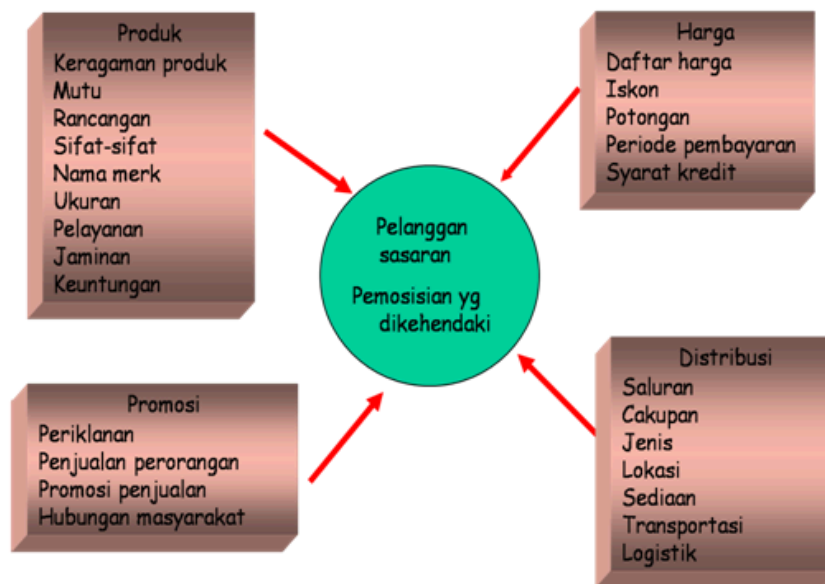 Produk
Keragaman produk
Mutu
Rancangan
Sifat-sifat
Nama merk
Ukuran
Pelayanan
Jaminan
Keuntungan
Harga
Daftar harga
Iskon
Potongan
Periode pembayaran
Syarat kredit
Pelanggan
sasaran
Pemosisian yg
dikehendaki
Promosi
Periklanan
Penjualan perorangan
Promosi penjualan
Hubungan masyarakat
Distribusi
Saluran
Cakupan
Jenis
Lokasi
Sediaan
Transportasi
Logistik